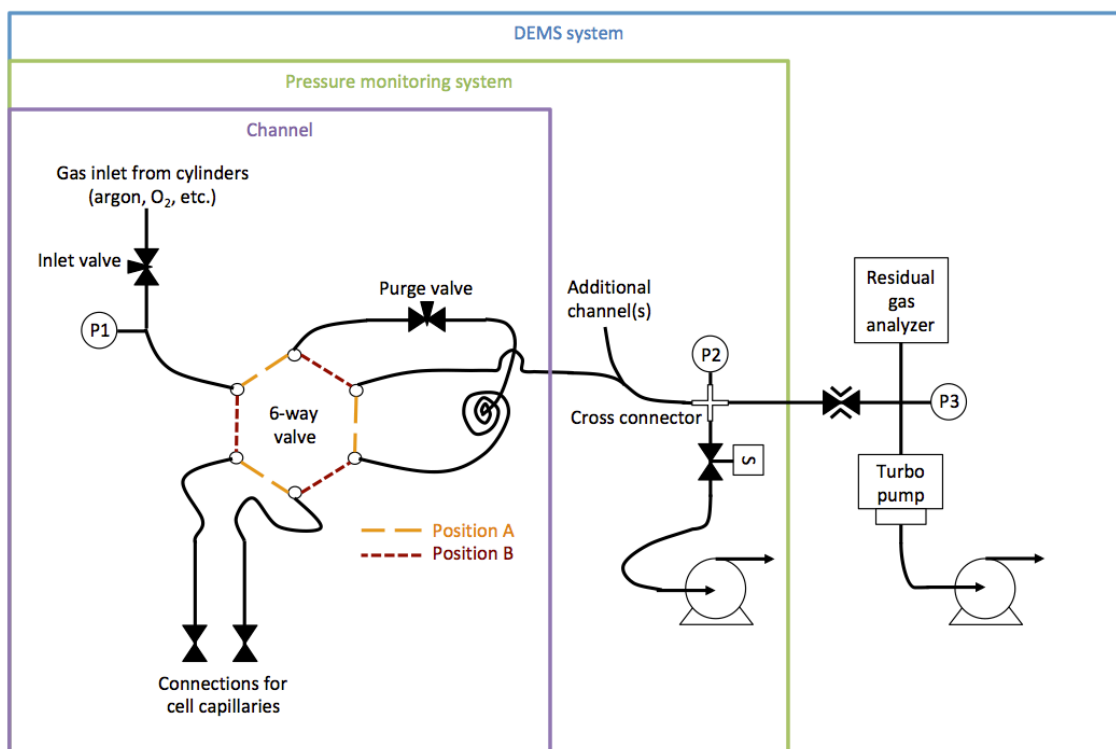 DEMS system
Pressure monitoring system
Channel
Gas inlet from cylinders
(argon, O₂, etc.)
Inlet valve
P1
Purge valve
6-way
valve
Position A
Position B
Connections for
cell capillaries
Additional
channel(s)
P2
Cross connector
S
Residual
gas
analyzer
P3
Turbo
pump